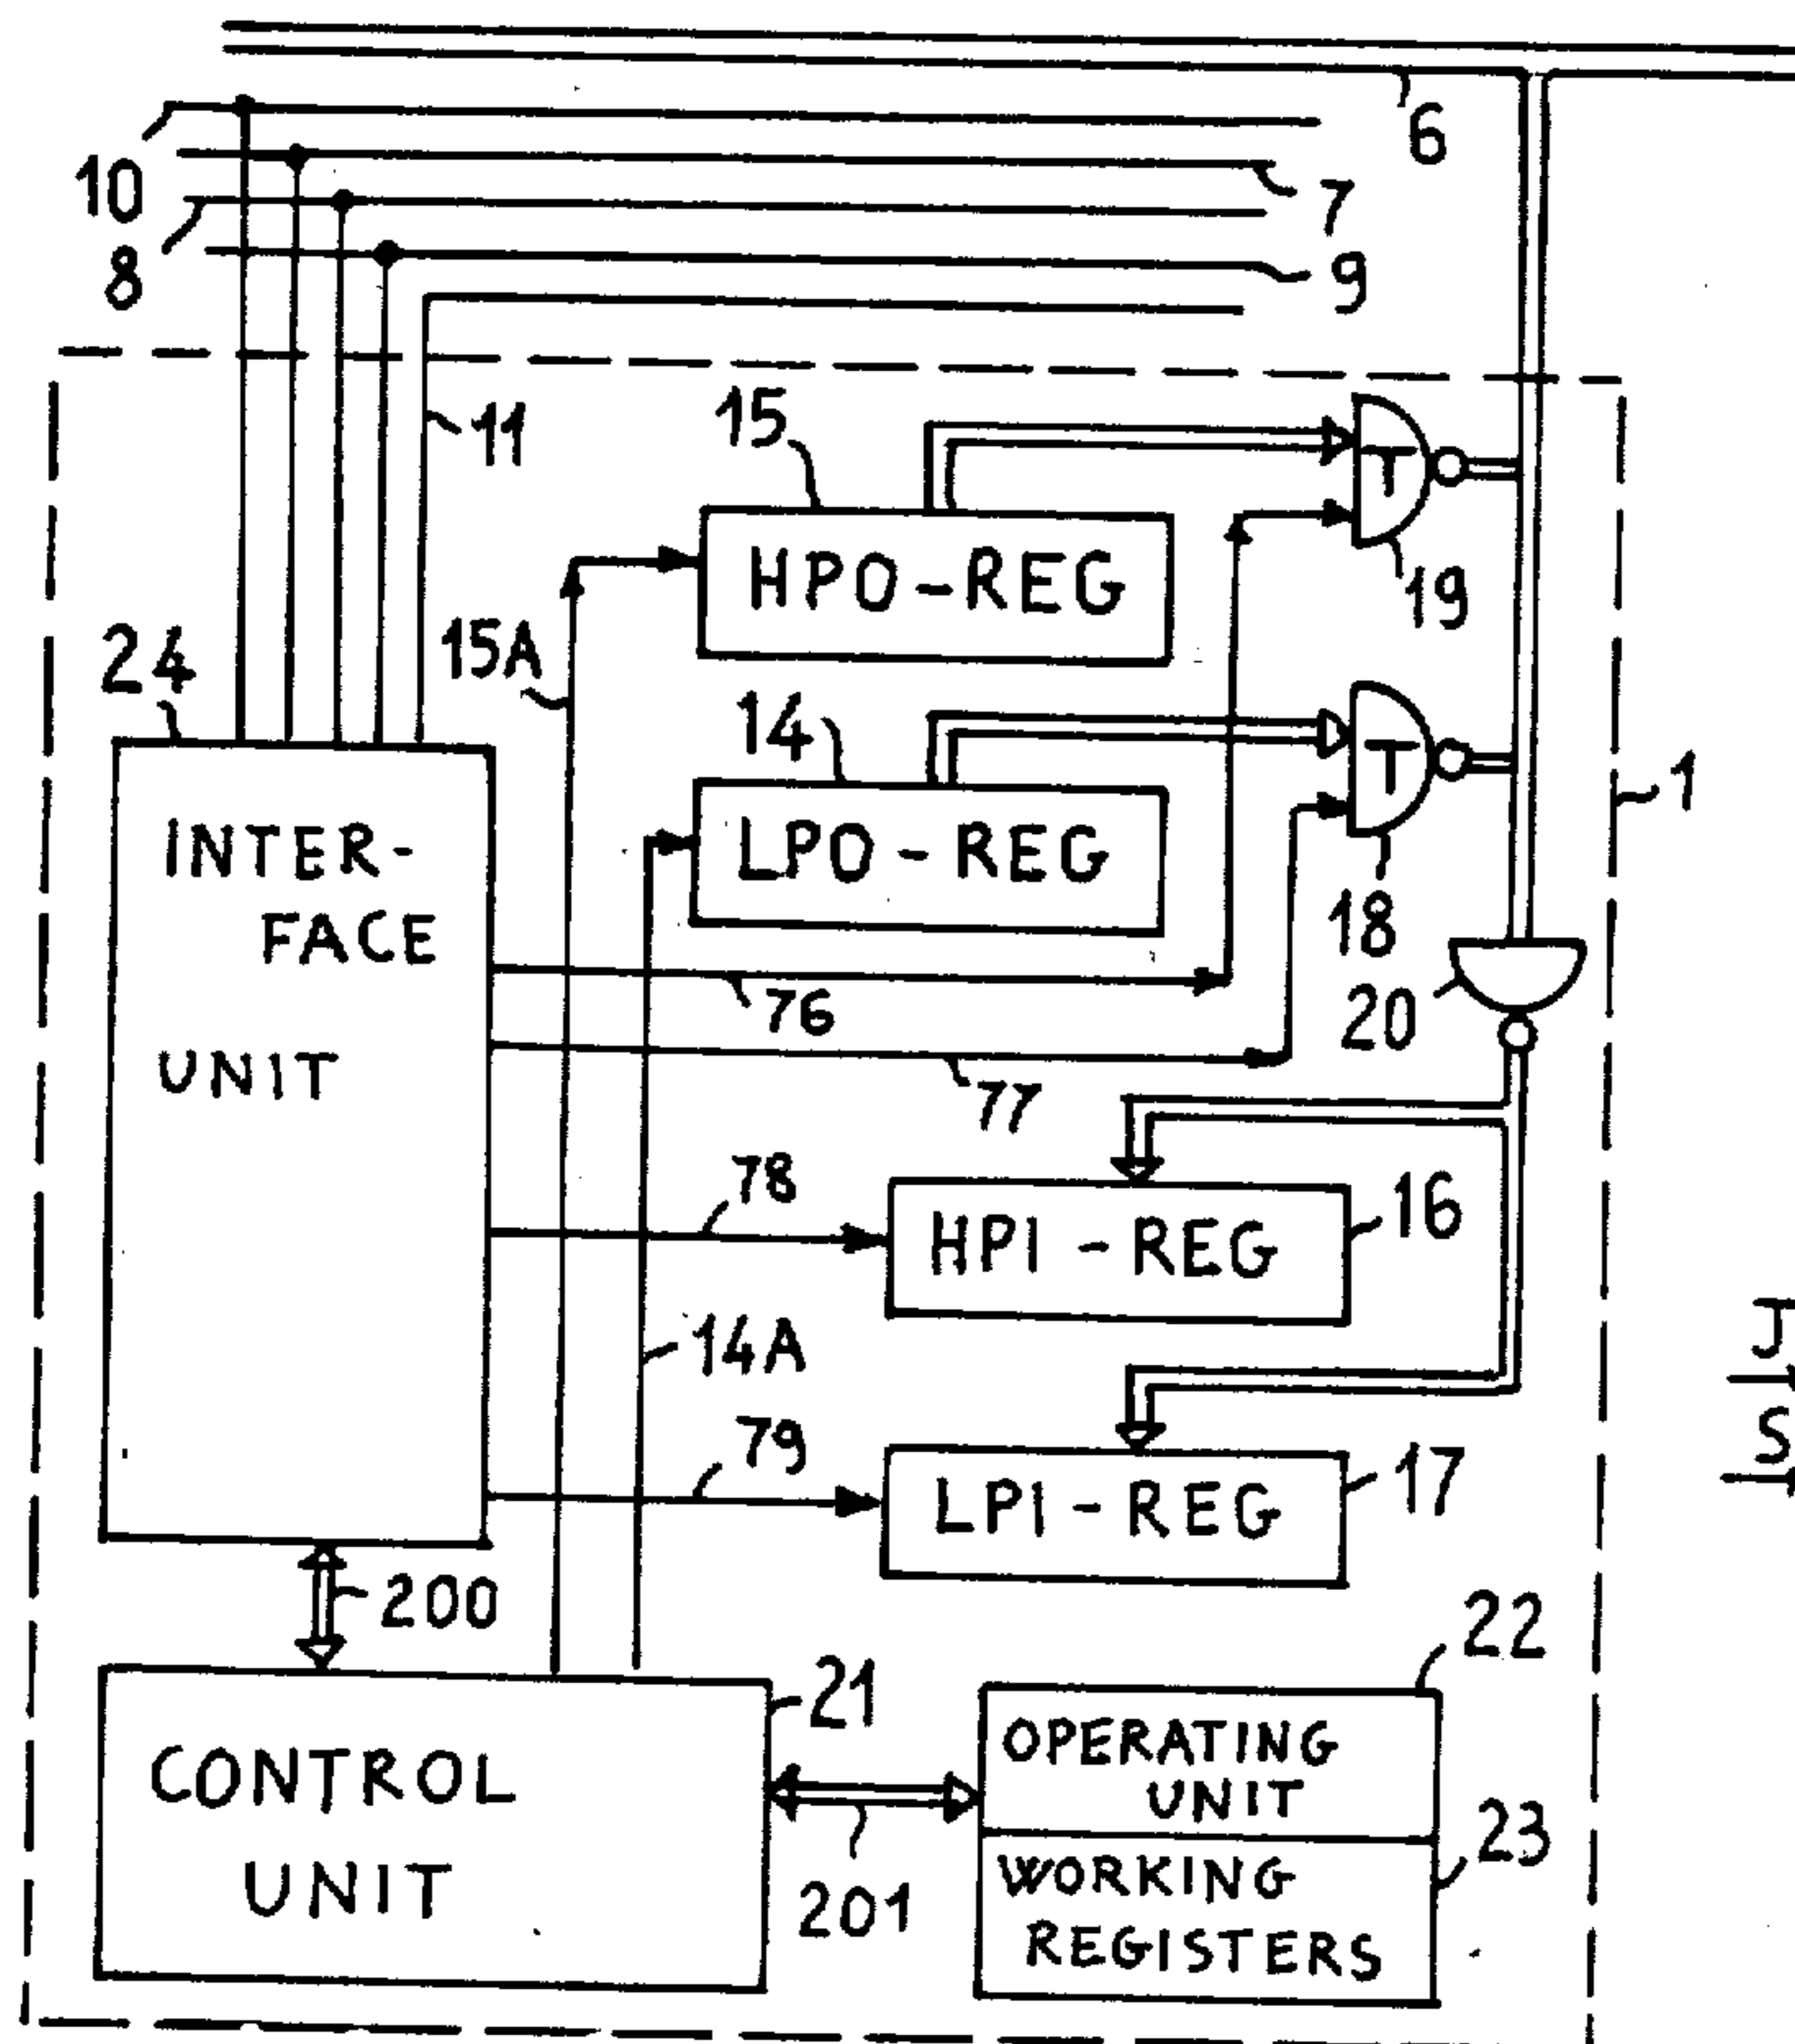 6
10
7
8
9
11
15
HPO-REG
19
15A
24
14
LPO-REG
18
1
INTER-
FACE
UNIT
20
76
77
78
HPI-REG
16
14A
J
S
79
LPI-REG
17
200
22
21
CONTROL
UNIT
OPERATING
UNIT
23
201
WORKING
REGISTERS
T
T